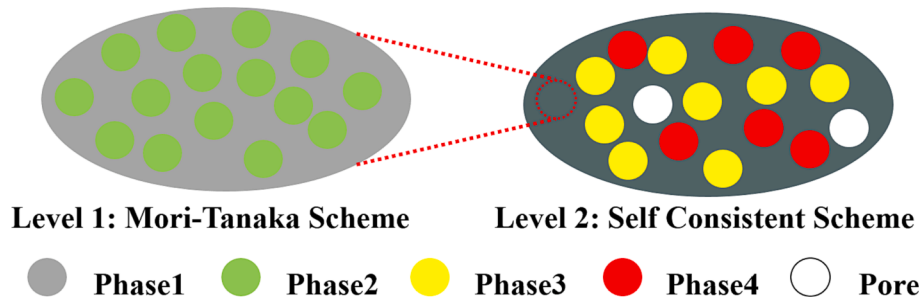 Level 1: Mori-Tanaka Scheme Level 2: Self Consistent Scheme
Phase1 Phase2 Phase3 Phase4 Pore